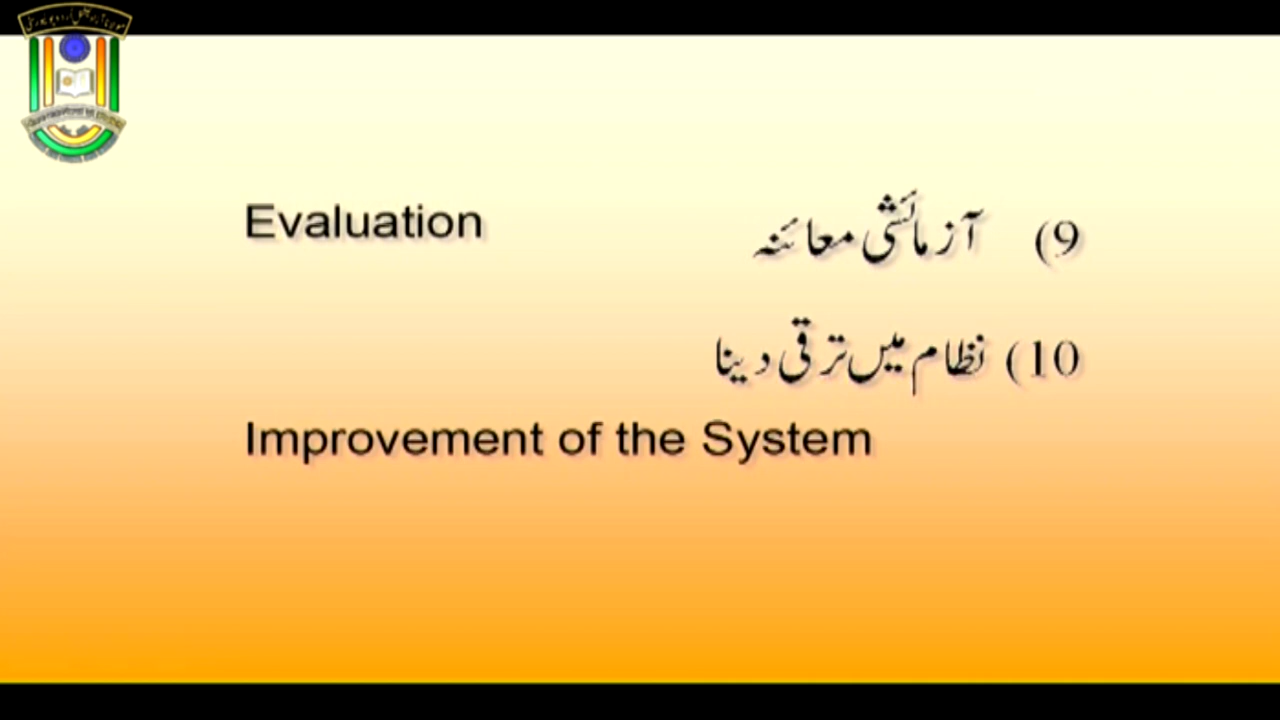 9) آزمائشی معائنہ Evaluation
10) نظام میں ترقی دینا
Improvement of the System